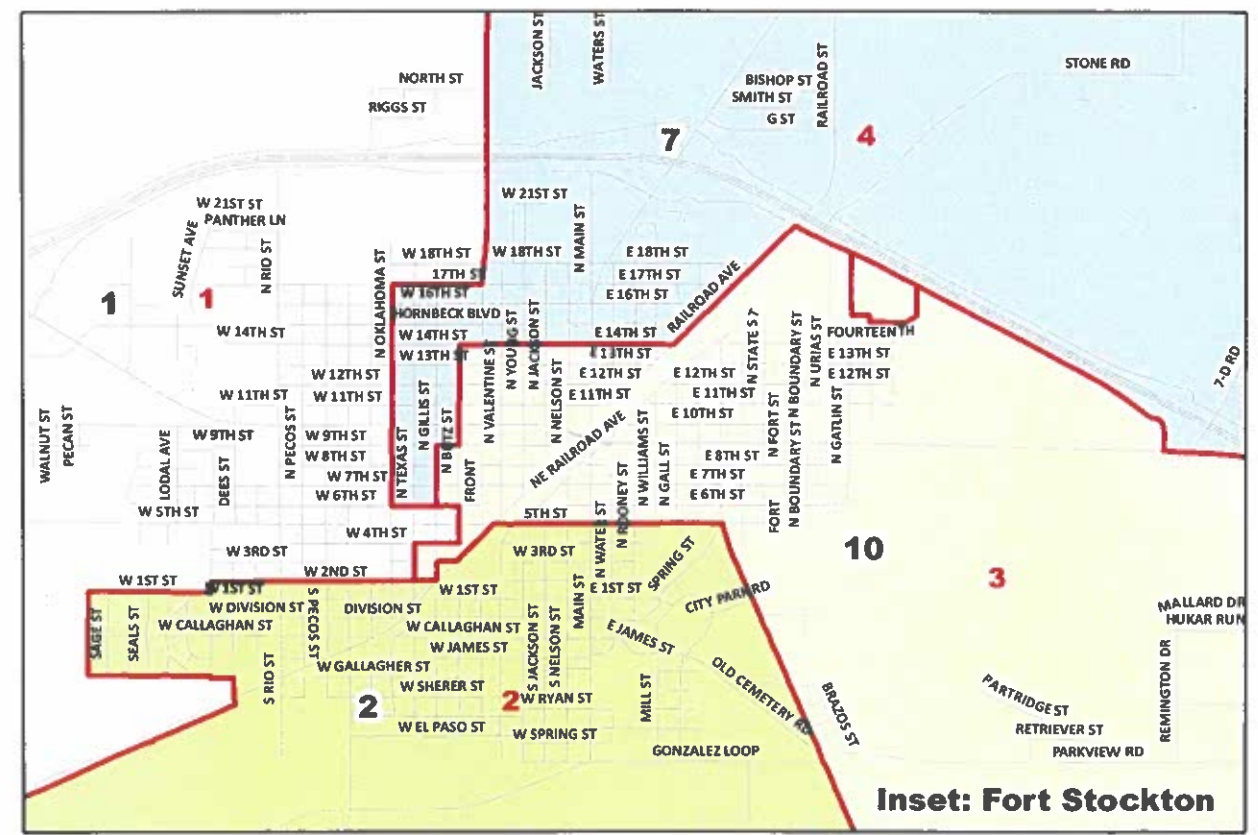 JACKSON ST
WATERS ST
NORTH ST
RIGGS ST
BISHOP ST
SMITH ST
G ST
RAILROAD ST
STONE RD
7
4
W 21ST ST
PANTHER LN
SUNSET AVE
N RIO ST
W 21ST ST
N MAIN ST
W 18TH ST
W 18TH ST
E 18TH ST
17TH ST
E 17TH ST
W 16TH ST
E 16TH ST
RAILROAD AVE
1
1
N OKLAHOMA ST
HORNBECK BLVD
W 14TH ST
W 14TH ST
N YOUNG ST
N JACKSON ST
E 14TH ST
FOURTEENTH
W 13TH ST
E 13TH ST
E 13TH ST
N STATE S
N BOUNDARY ST
N URIAS ST
7-D RD
W 12TH ST
E 12TH ST
E 12TH ST
E 12TH ST
W 11TH ST
W 11TH ST
E 11TH ST
E 11TH ST
N VALENTINE ST
N NELSON ST
E 10TH ST
WALNUT ST
PECAN ST
LODAL AVE
W 9TH ST
DEES ST
N PECOS ST
W 9TH ST
W 8TH ST
W 7TH ST
W 6TH ST
N TEXAS ST
N GILLIS ST
N BUTZ ST
FRONT
NE RAILROAD AVE
N WILLIAMS ST
N GALL ST
E 8TH ST
E 7TH ST
E 6TH ST
N FORT ST
N BOUNDARY ST
N GATLIN ST
W 5TH ST
5TH ST
N ROONEY ST
N WATER ST
FORT
W 4TH ST
W 3RD ST
W 3RD ST
SPRING ST
10
3
W 2ND ST
W 1ST ST
W 1ST ST
W 1ST ST
E 1ST ST
CITY PARK RD
SAGE ST
SEALS ST
W DIVISION ST
S PECOS ST
DIVISION ST
MAIN ST
MALLARD DR
HUKAR RUN
W CALLAGHAN ST
W CALLAGHAN ST
E JAMES ST
W JAMES ST
S JACKSON ST
S NELSON ST
S RIO ST
W GALLAGHER ST
W SHERER ST
OLD CEMETERY RD
2
2
W RYAN ST
MILL ST
BRAZOS ST
PARTRIDGE ST
REMINGTON DR
W EL PASO ST
W SPRING ST
RETRIEVER ST
GONZALEZ LOOP
PARKVIEW RD
Inset: Fort Stockton